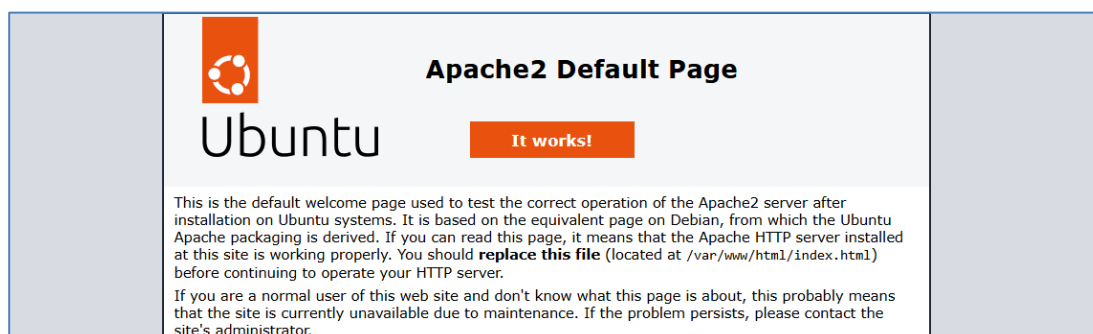 Apache2 Default Page
Ubuntu
It works!
This is the default welcome page used to test the correct operation of the Apache2 server after
installation on Ubuntu systems. It is based on the equivalent page on Debian, from which the Ubuntu
Apache packaging is derived. If you can read this page, it means that the Apache HTTP server installed
at this site is working properly. You should replace this file (located at /var/www/html/index.html)
before continuing to operate your HTTP server.
If you are a normal user of this web site and don't know what this page is about, this probably means
that the site is currently unavailable due to maintenance. If the problem persists, please contact the
site's administrator.